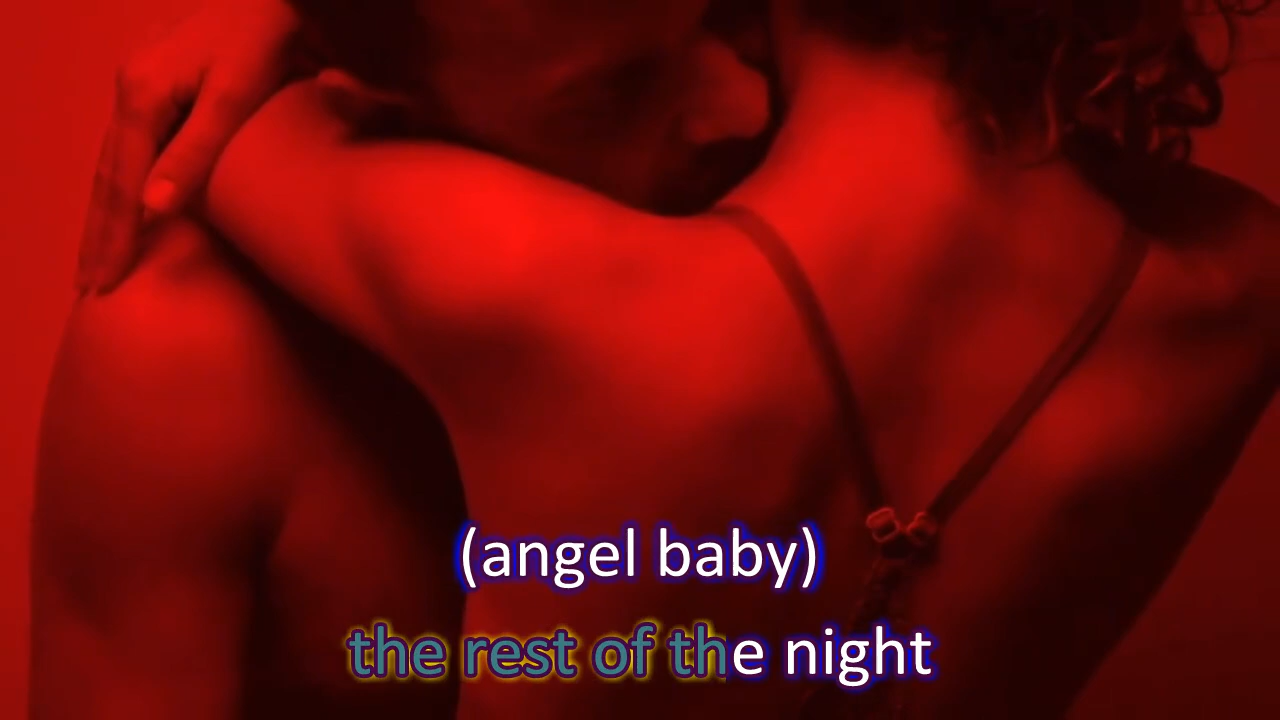 (angel baby)
the rest of the night